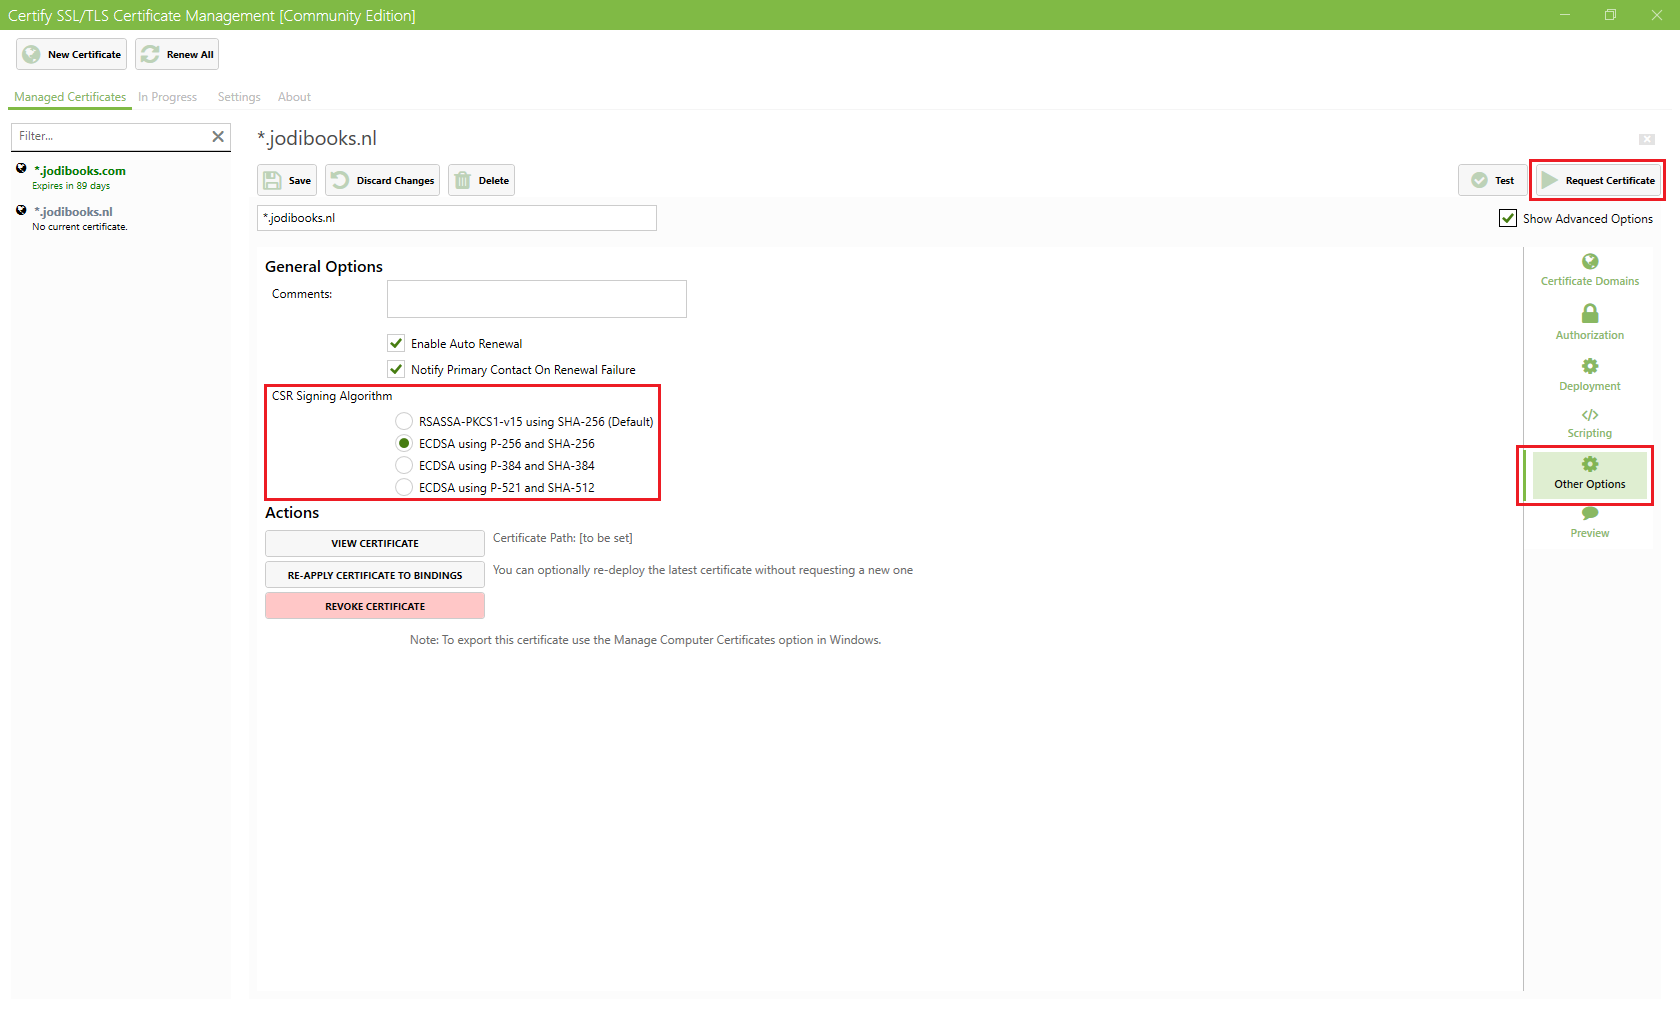 Certify SSL/TLS Certificate Management [Community Edition]
New Certificate
Renew All
Managed Certificates
In Progress
Settings
About
Filter...
*.jodibooks.com
Expires in 89 days
*.jodibooks.nl
No current certificate.
*.jodibooks.nl
Save
Discard Changes
Delete
Test
Request Certificate
*.jodibooks.nl
Show Advanced Options
General Options
Comments:
Enable Auto Renewal
Notify Primary Contact On Renewal Failure
CSR Signing Algorithm
RSASSA-PKCS1-v15 using SHA-256 (Default)
ECDSA using P-256 and SHA-256
ECDSA using P-384 and SHA-384
ECDSA using P-521 and SHA-512
Actions
VIEW CERTIFICATE
Certificate Path: [to be set]
RE-APPLY CERTIFICATE TO BINDINGS
You can optionally re-deploy the latest certificate without requesting a new one
REVOKE CERTIFICATE
Note: To export this certificate use the Manage Computer Certificates option in Windows.
Certificate Domains
Authorization
Deployment
Scripting
Other Options
Preview